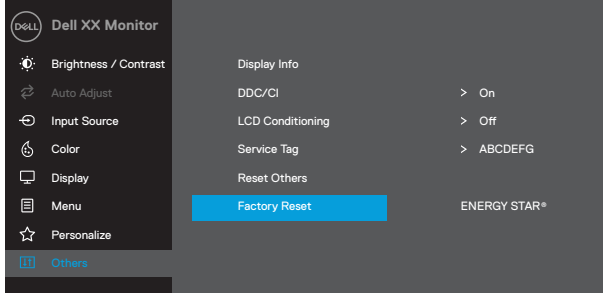 DELL Dell XX Monitor
Brightness / Contrast
Display Info
Auto Adjust
DDC/CI > On
Input Source
LCD Conditioning > Off
Color
Service Tag > ABCDEFG
Display
Reset Others
Menu
Factory Reset ENERGY STAR®
Personalize
Others